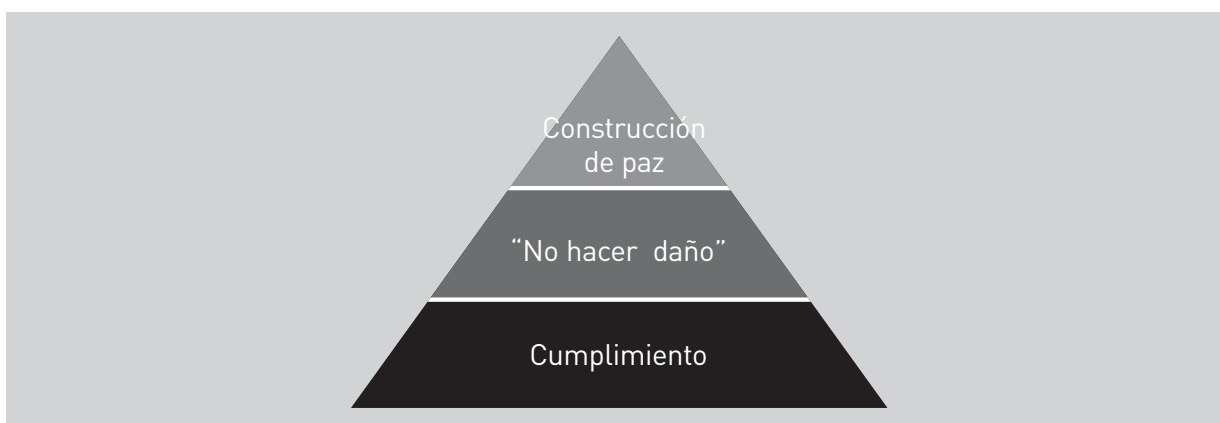 Construcción
de paz
“No hacer  daño”
Cumplimiento